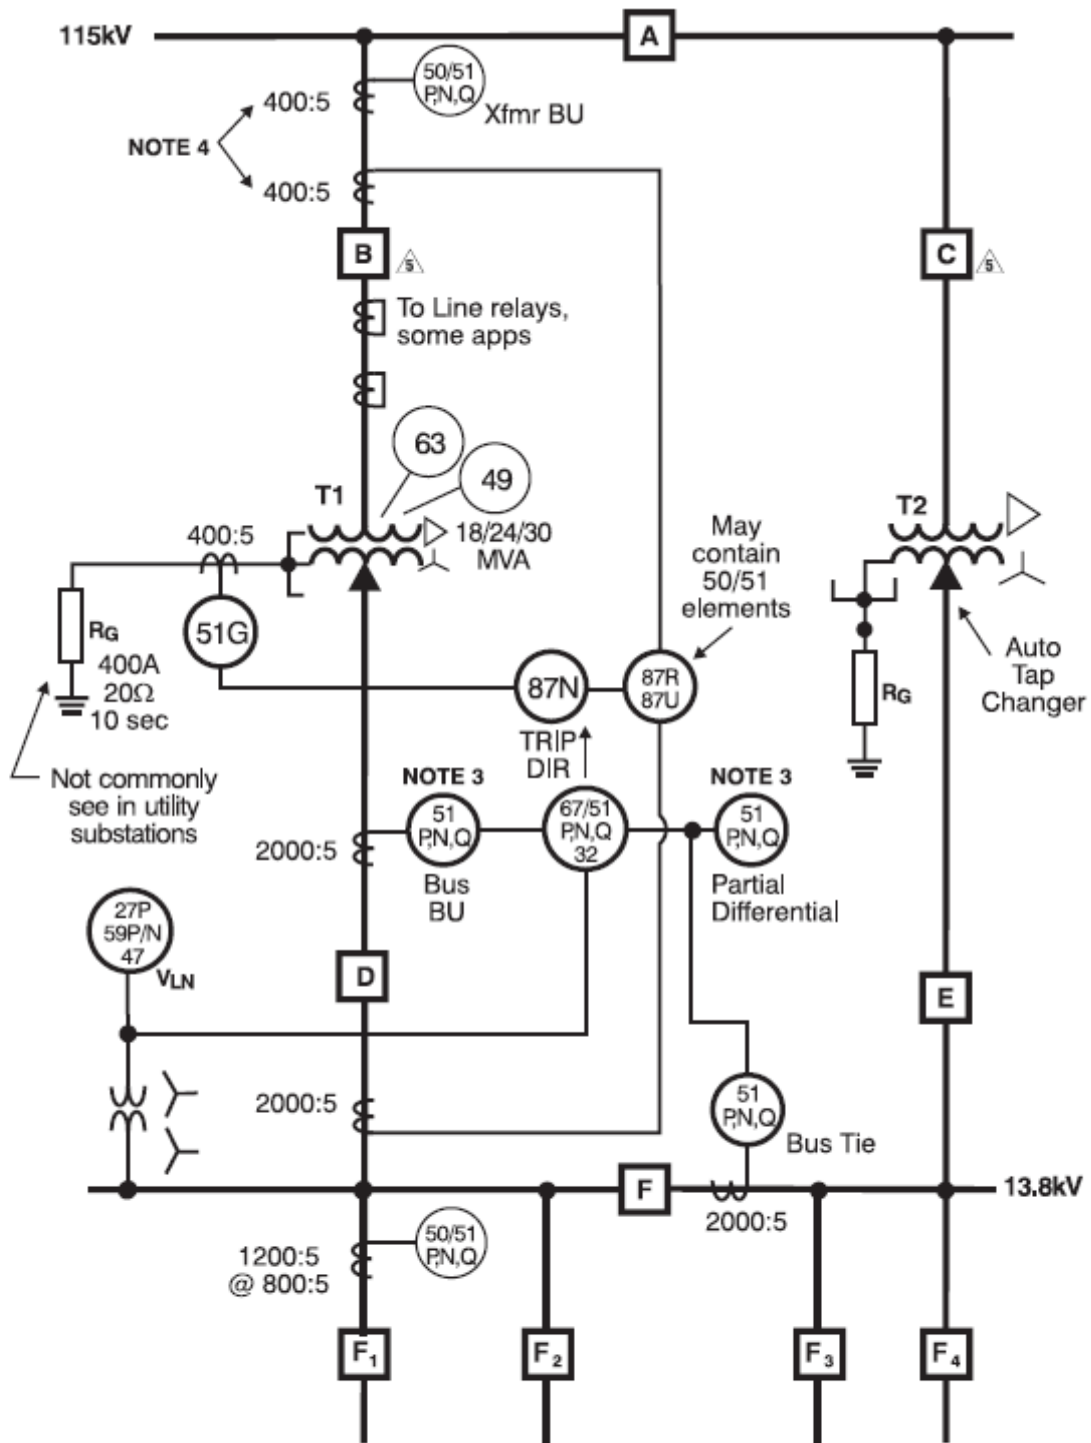 115kV
A
50/51
P,N,Q
Xfmr BU
400:5
NOTE 4
400:5
B
5
C
5
To Line relays,
some apps
63
49
T1
18/24/30
MVA
T2
400:5
May
contain
50/51
elements
51G
RG
400A
20Ω
10 sec
87N
87R
87U
Auto
Tap
Changer
RG
TRIP
DIR
Not commonly
see in utility
substations
NOTE 3
NOTE 3
51
P,N,Q
Bus
BU
67/51
P,N,Q
32
51
P,N,Q
Partial
Differential
2000:5
27P
59P/N
47
VLN
D
E
2000:5
51
P,N,Q
Bus Tie
F
13.8kV
2000:5
50/51
P,N,Q
1200:5
@ 800:5
F1
F2
F3
F4